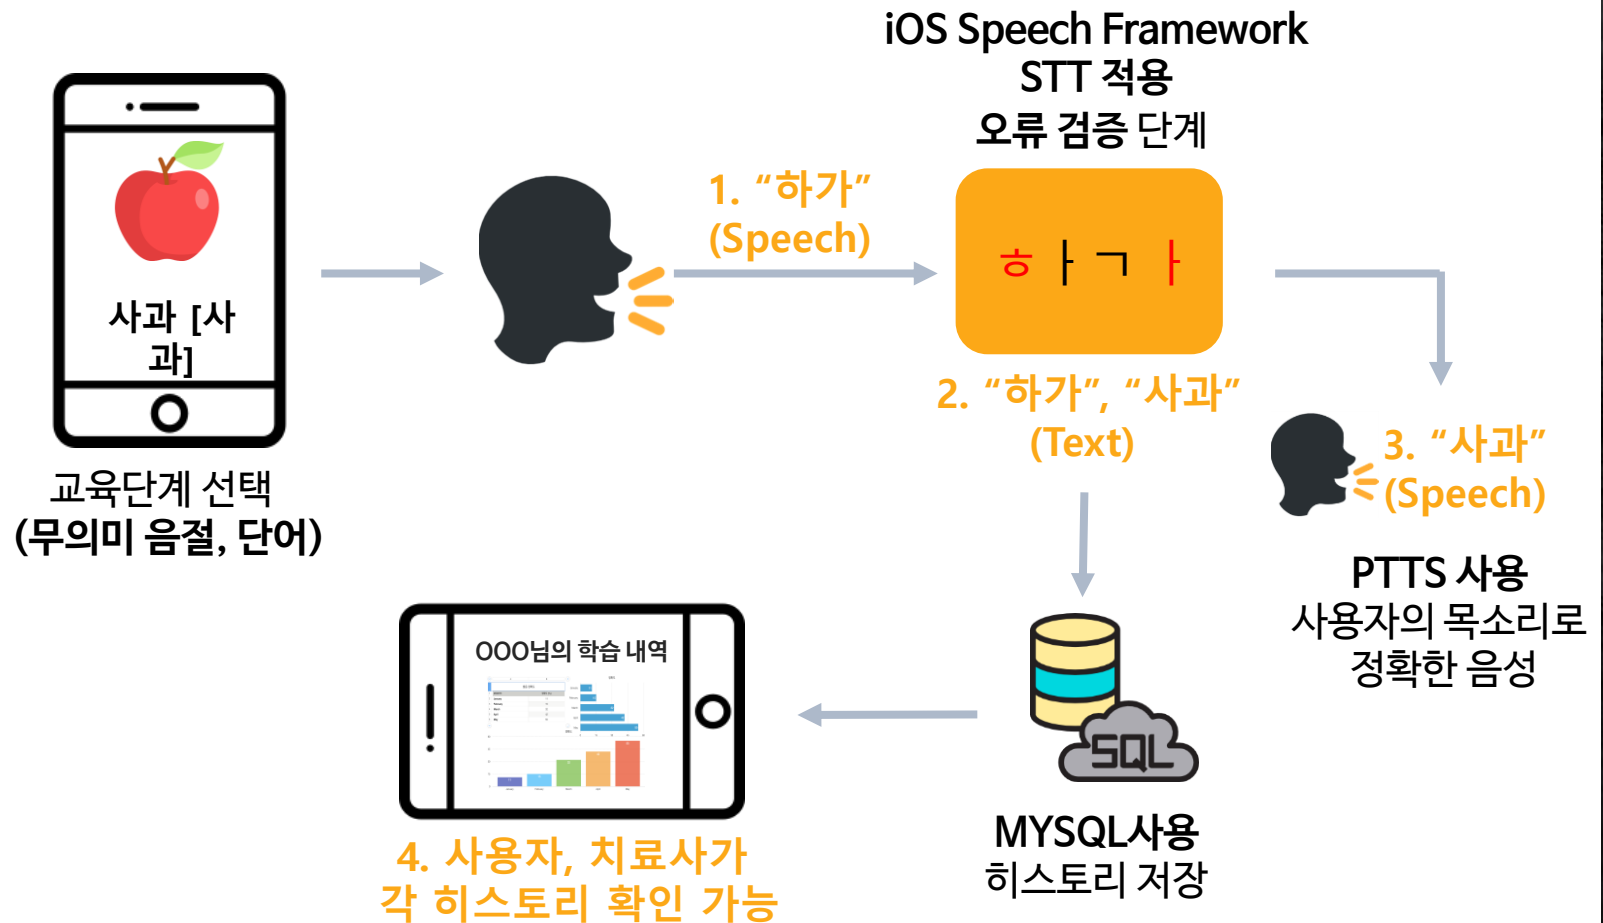 iOS Speech Framework
STT 적용
오류 검증 단계
사과 [사
과]
교육단계 선택
(무의미 음절, 단어)
1. “하가”
(Speech)
ㅎㅏㄱㅏ
2. “하가”, “사과”
(Text)
3. “사과”
(Speech)
PTTS 사용
사용자의 목소리로
정확한 음성
SQL
MYSQL사용
히스토리 저장
OOO님의 학습 내역
4. 사용자, 치료사가
각 히스토리 확인 가능